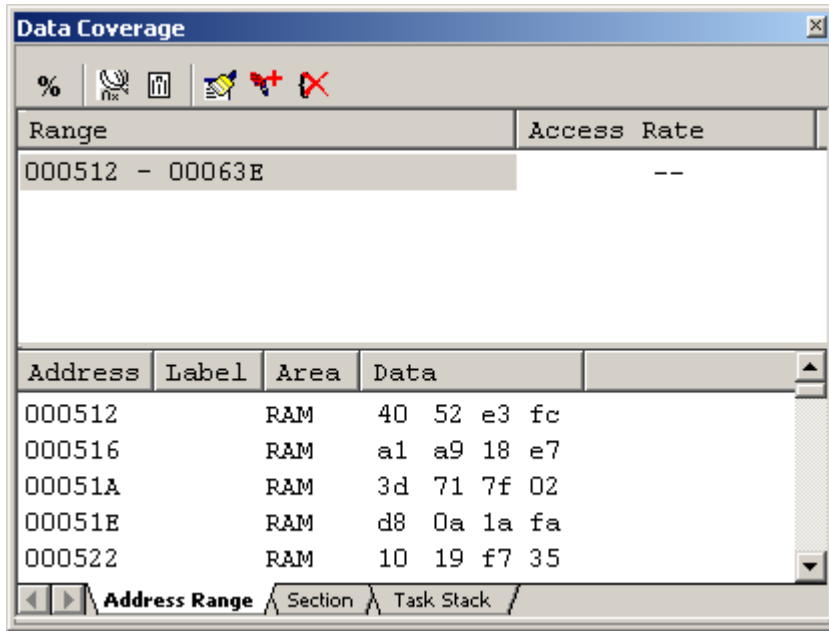 Data Coverage
%
Range Access Rate
000512 - 00063E --
Address Label Area Data
000512 RAM 40 52 e3 fc
000516 RAM a1 a9 18 e7
00051A RAM 3d 71 7f 02
00051E RAM d8 0a 1a fa
000522 RAM 10 19 f7 35
Address Range Section Task Stack